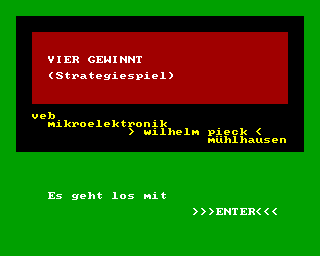 VIER GEWINNT
(Strategiespiel)
veb
mikroelektronik
> wilhelm pieck <
mühlhausen
Es geht los mit
>>>ENTER<<<